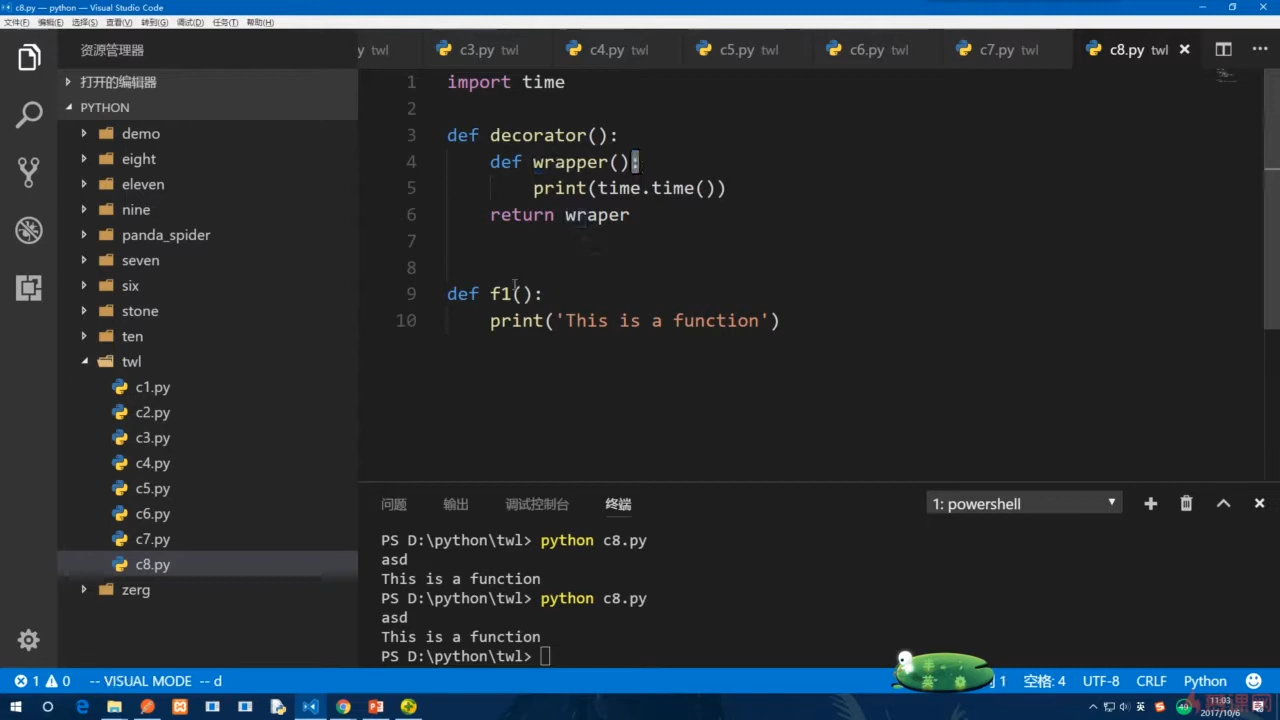 c8.py — python — Visual Studio Code
文件(F) 编辑(E) 选择(S) 查看(V) 转到(G) 调试(D) 任务(T) 帮助(H)
资源管理器
y twl c3.py twl c4.py twl c5.py twl c6.py twl c7.py twl c8.py twl
打开的编辑器
PYTHON
demo
eight
eleven
nine
panda_spider
seven
six
stone
ten
twl
c1.py
c2.py
c3.py
c4.py
c5.py
c6.py
c7.py
c8.py
zerg
1 import time
2
3 def decorator():
4 def wrapper():
5 print(time.time())
6 return wraper
7
8
9 def f1():
10 print('This is a function')
问题 输出 调试控制台 终端 1: powershell
PS D:\python\twl> python c8.py
asd
This is a function
PS D:\python\twl> python c8.py
asd
This is a function
PS D:\python\twl>
1 0 -- VISUAL MODE -- d 1 空格: 4 UTF-8 CRLF Python
英 49 11:03
2017/10/6